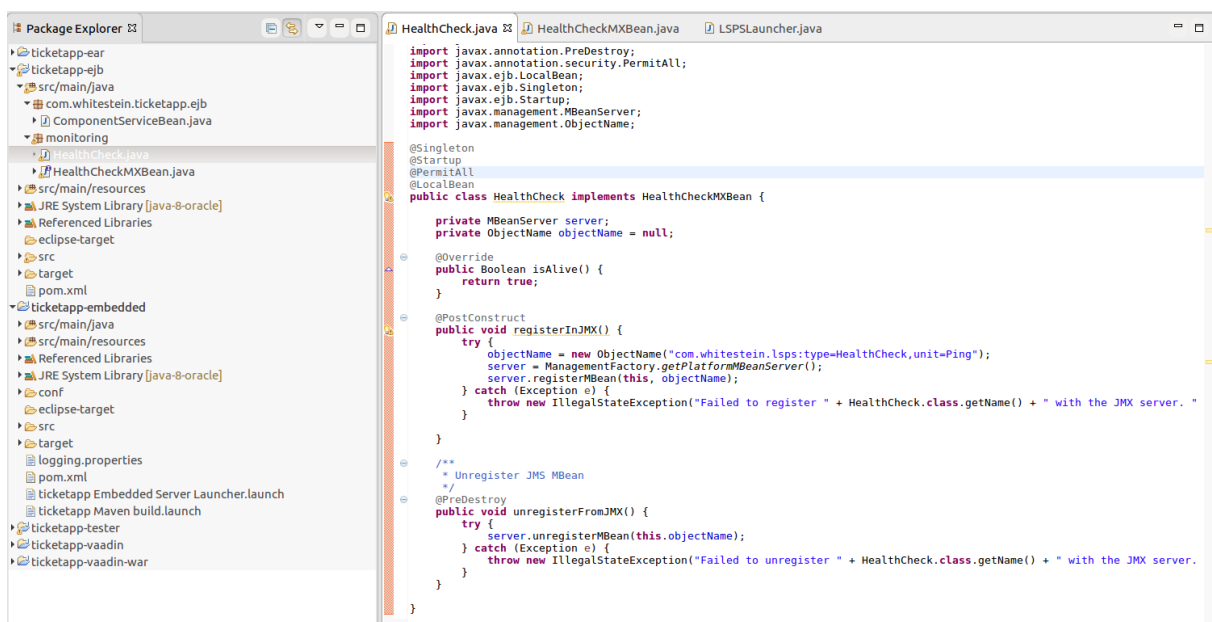 Package Explorer
ticketapp-ear
ticketapp-ejb
src/main/java
com.whitestein.ticketapp.ejb
ComponentServiceBean.java
monitoring
HealthCheck.java
HealthCheckMXBean.java
src/main/resources
JRE System Library [java-8-oracle]
Referenced Libraries
eclipse-target
src
target
pom.xml
ticketapp-embedded
src/main/java
src/main/resources
Referenced Libraries
JRE System Library [java-8-oracle]
conf
eclipse-target
src
target
logging.properties
pom.xml
ticketapp Embedded Server Launcher.launch
ticketapp Maven build.launch
ticketapp-tester
ticketapp-vaadin
ticketapp-vaadin-war
HealthCheck.java HealthCheckMXBean.java LSPSLauncher.java
import javax.annotation.PreDestroy;
import javax.annotation.security.PermitAll;
import javax.ejb.LocalBean;
import javax.ejb.Singleton;
import javax.ejb.Startup;
import javax.management.MBeanServer;
import javax.management.ObjectName;
@Singleton
@Startup
@PermitAll
@LocalBean
public class HealthCheck implements HealthCheckMXBean {
private MBeanServer server;
private ObjectName objectName = null;
@Override
public Boolean isAlive() {
return true;
}
@PostConstruct
public void registerInJMX() {
try {
objectName = new ObjectName("com.whitestein.lsps:type=HealthCheck,unit=Ping");
server = ManagementFactory.getPlatformMBeanServer();
server.registerMBean(this, objectName);
} catch (Exception e) {
throw new IllegalStateException("Failed to register " + HealthCheck.class.getName() + " with the JMX server. "
}
}
/**
* Unregister JMS MBean
*/
@PreDestroy
public void unregisterFromJMX() {
try {
server.unregisterMBean(this.objectName);
} catch (Exception e) {
throw new IllegalStateException("Failed to unregister " + HealthCheck.class.getName() + " with the JMX server.
}
}
}